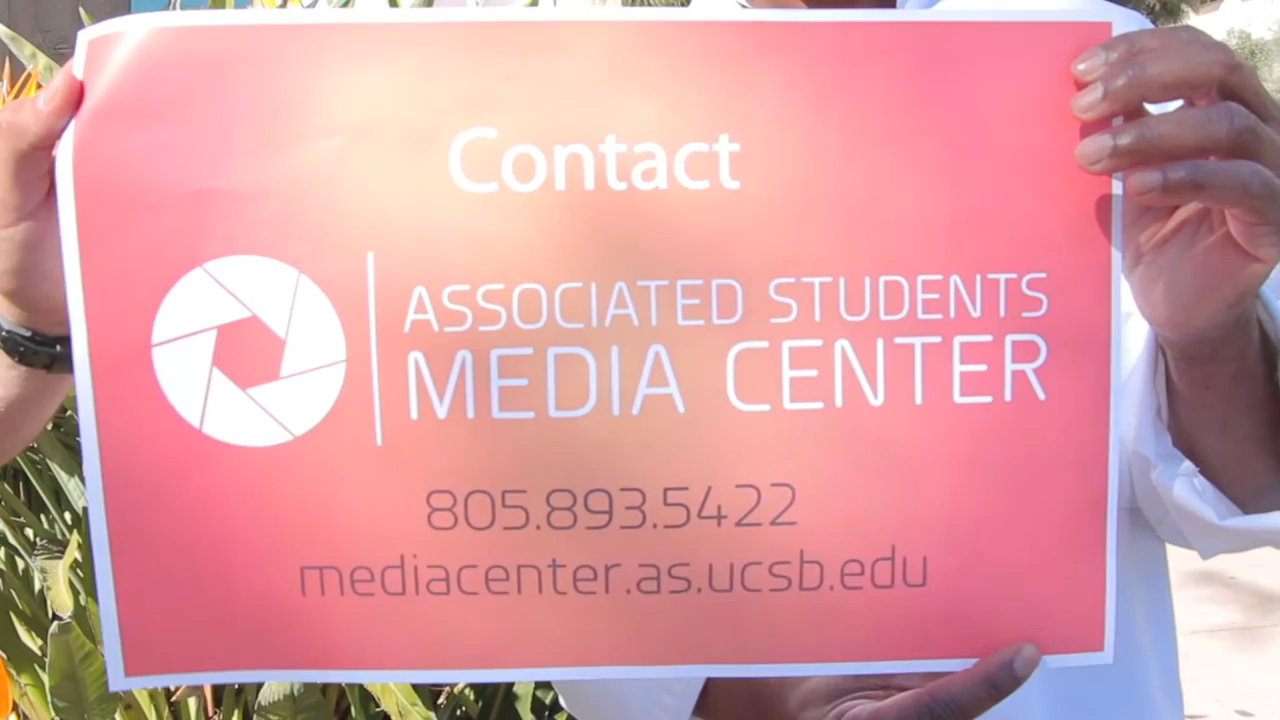 Contact
ASSOCIATED STUDENTS
MEDIA CENTER
805.893.5422
mediacenter.as.ucsb.edu